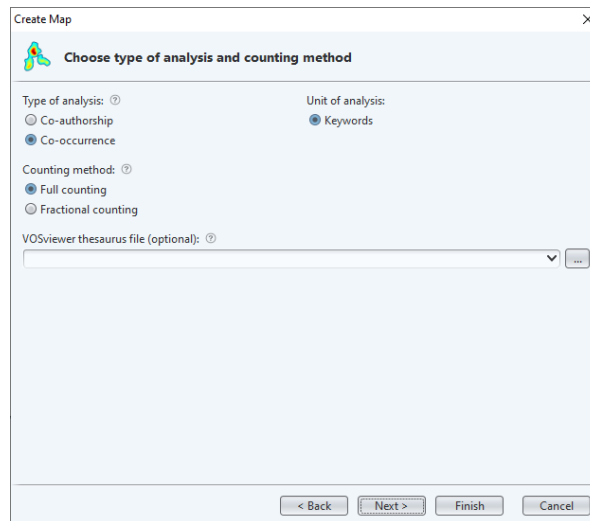 Create Map
Choose type of analysis and counting method
Type of analysis: ?
Unit of analysis:
Co-authorship
Keywords
Co-occurrence
Counting method: ?
Full counting
Fractional counting
VOSviewer thesaurus file (optional): ?
...
< Back Next > Finish Cancel